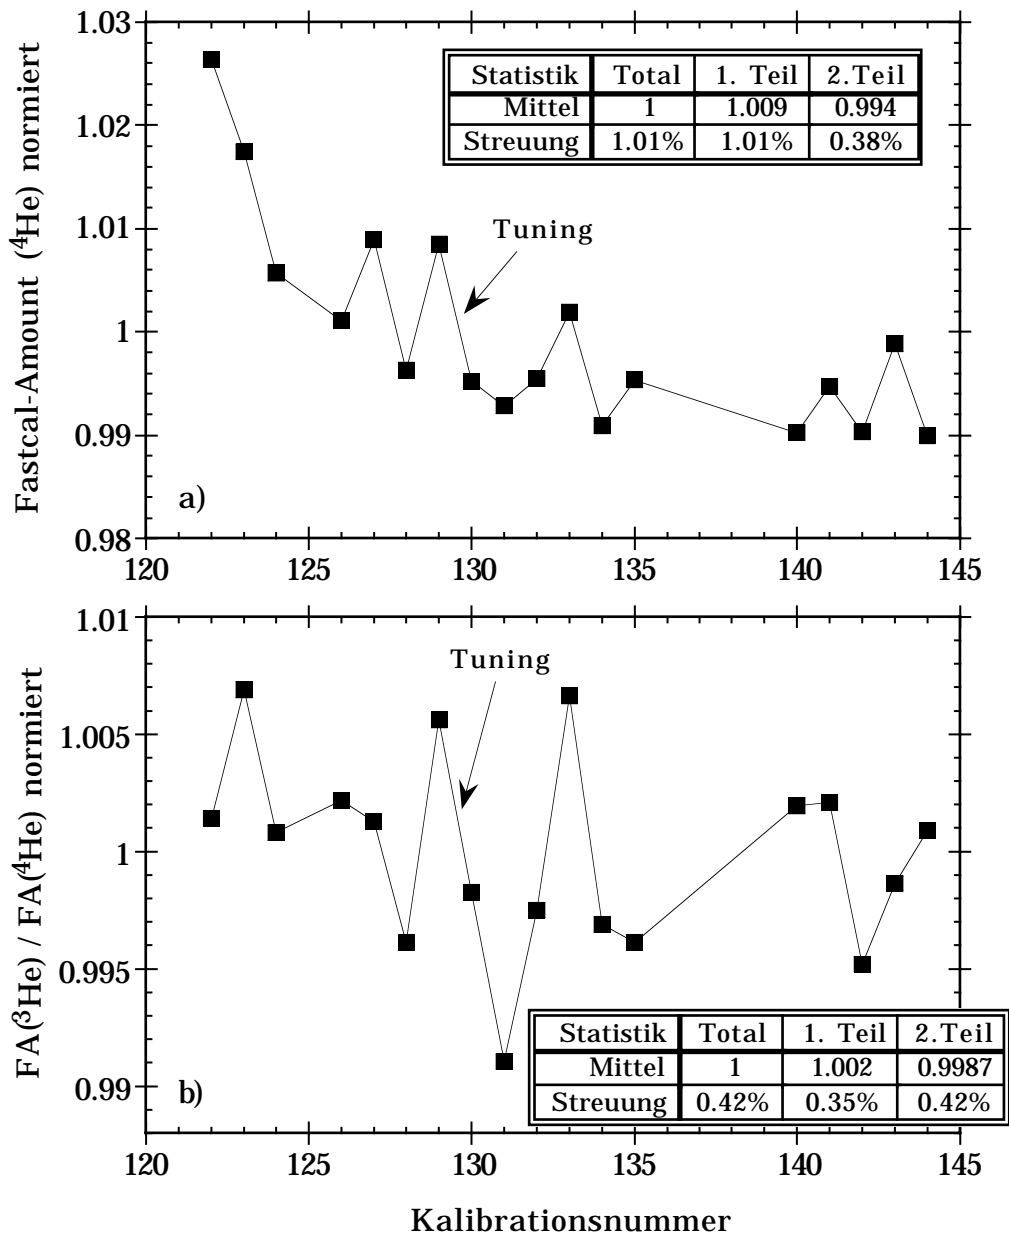 Fastcal-Amount (⁴He) normiert
1.03
1.02
1.01
1
0.99
0.98
Statistik Total 1. Teil 2.Teil
Mittel 1 1.009 0.994
Streuung 1.01% 1.01% 0.38%
Tuning
a)
120 125 130 135 140 145
FA(³He) / FA(⁴He) normiert
1.01
1.005
1
0.995
0.99
Tuning
Statistik Total 1. Teil 2.Teil
Mittel 1 1.002 0.9987
Streuung 0.42% 0.35% 0.42%
b)
120 125 130 135 140 145
Kalibrationsnummer